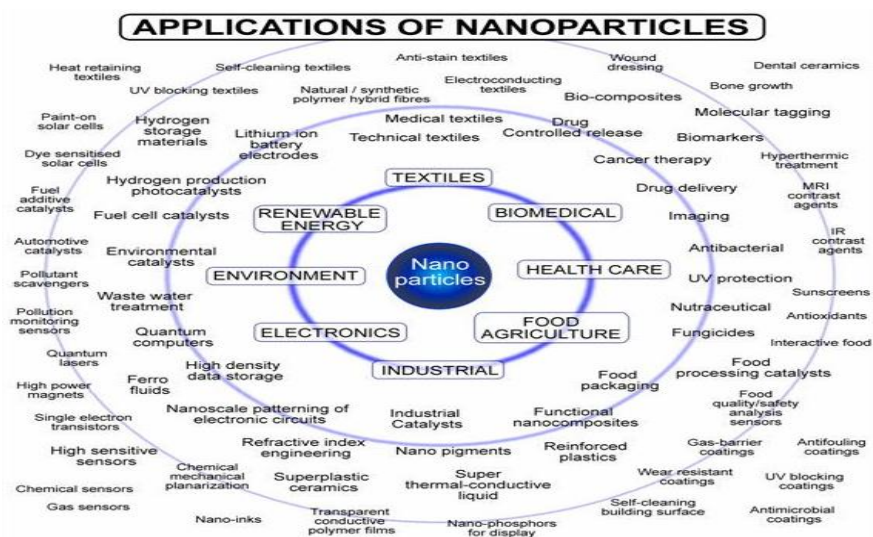 APPLICATIONS OF NANOPARTICLES
Heat retaining
textiles
Self-cleaning textiles
Anti-stain textiles
Wound
dressing
Dental ceramics
UV blocking textiles
Natural / synthetic
polymer hybrid fibres
Electroconducting
textiles
Bio-composites
Bone growth
Paint-on
solar cells
Hydrogen
storage
materials
Lithium ion
battery
electrodes
Medical textiles
Technical textiles
Drug
Controlled release
Molecular tagging
Biomarkers
Dye sensitised
solar cells
Cancer therapy
Hyperthermic
treatment
Hydrogen production
photocatalysts
TEXTILES
Drug delivery
Fuel
additive
catalysts
MRI
contrast
agents
Fuel cell catalysts
RENEWABLE
ENERGY
BIOMEDICAL
Imaging
Automotive
catalysts
Environmental
catalysts
Antibacterial
IR
contrast
agents
Nano
particles
ENVIRONMENT
HEALTH CARE
Pollutant
scavengers
UV protection
Sunscreens
Waste water
treatment
Nutraceutical
Pollution
monitoring
sensors
Antioxidants
ELECTRONICS
FOOD
AGRICULTURE
Quantum
computers
Fungicides
Interactive food
Quantum
lasers
High density
data storage
INDUSTRIAL
Food
processing catalysts
High power
magnets
Ferro
fluids
Food
packaging
Food
quality/safety
analysis
sensors
Single electron
transistors
Nanoscale patterning of
electronic circuits
Industrial
Catalysts
Functional
nanocomposites
High sensitive
sensors
Refractive index
engineering
Nano pigments
Reinforced
plastics
Gas-barrier
coatings
Antifouling
coatings
Chemical
mechanical
planarization
Superplastic
ceramics
Super
thermal-conductive
liquid
Wear resistant
coatings
UV blocking
coatings
Chemical sensors
Gas sensors
Nano-inks
Transparent
conductive
polymer films
Nano-phosphors
for display
Self-cleaning
building surface
Antimicrobial
coatings